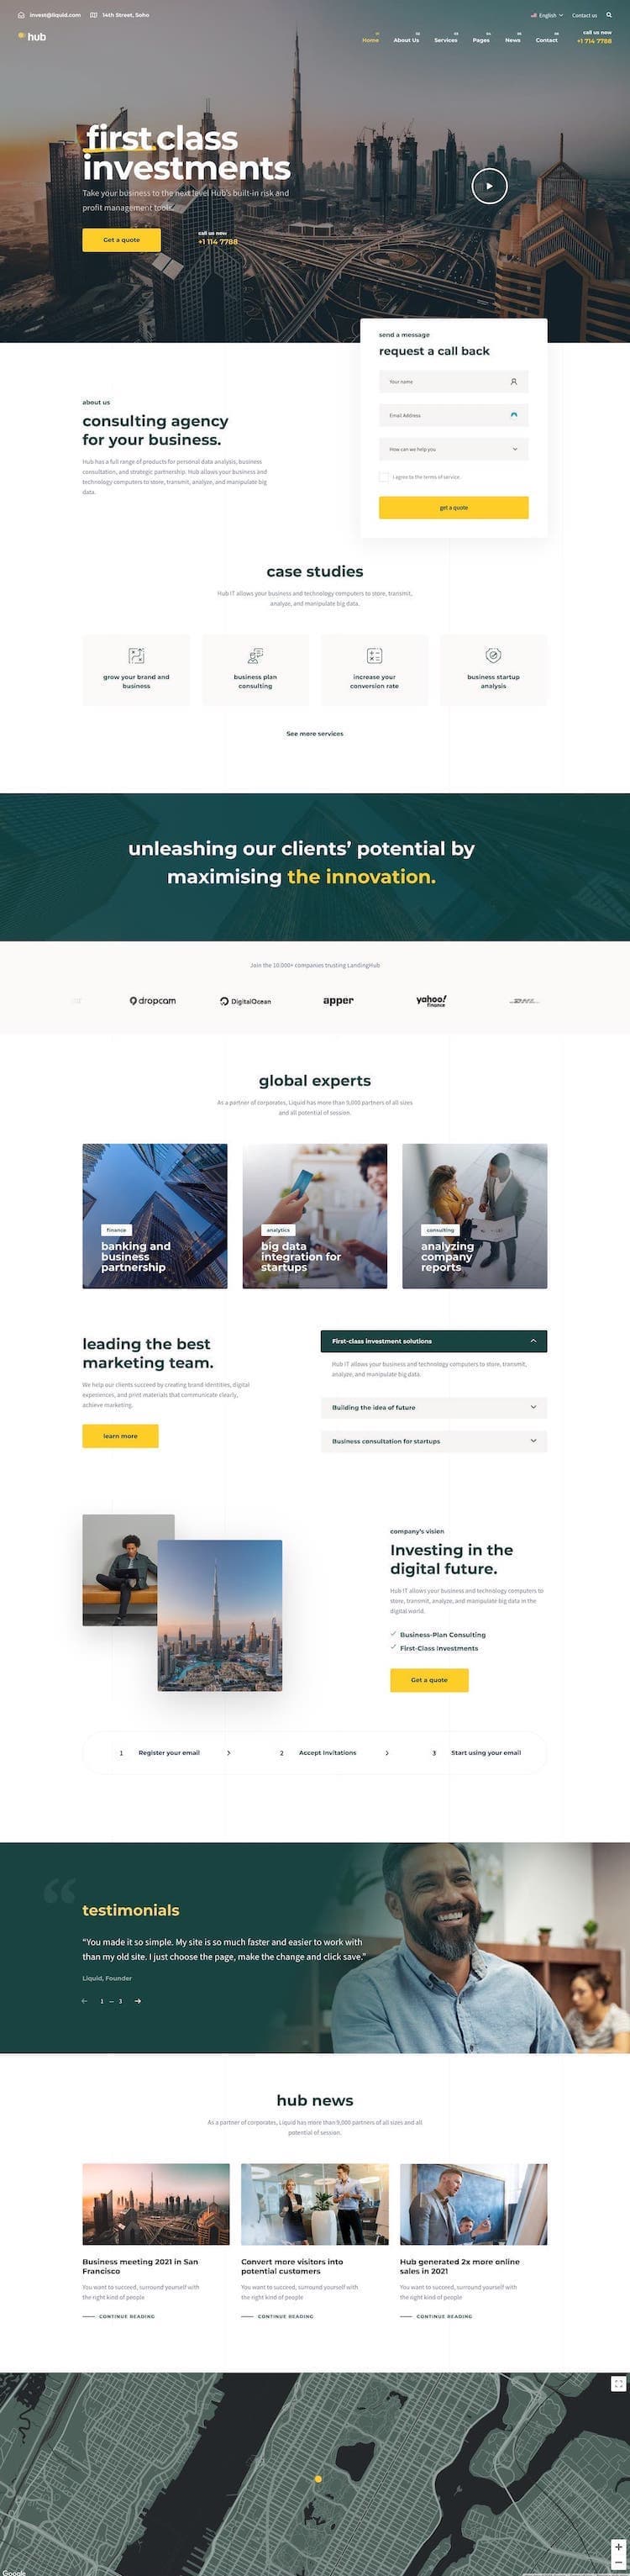 invest@liquid.com
14th Street, Soho
English
Contact us
hub
Home
About Us
Services
Pages
News
Contact
call us now
+1 714 7788
first class
investments
Take your business to the next level Hub's built-in risk and
profit management tools.
Get a quote
call us now
+1 114 7788
send a message
request a call back
Your name
Email Address
How can we help you
I agree to the terms of service.
get a quote
about us
consulting agency
for your business.
Hub has a full range of products for personal data analysis, business
consultation, and strategic partnership. Hub allows your business and
technology computers to store, transmit, analyze, and manipulate big
data.
case studies
Hub IT allows your business and technology computers to store, transmit,
analyze, and manipulate big data.
grow your brand and
business
business plan
consulting
increase your
conversion rate
business startup
analysis
See more services
unleashing our clients' potential by
maximising the innovation.
Join the 10.000+ companies trusting LandingHub
dropcam
DigitalOcean
apper
yahoo!
finance
global experts
As a partner of corporates, Liquid has more than 9,000 partners of all sizes
and all potential of session.
finance
banking and
business
partnership
analytics
big data
integration for
startups
consulting
analyzing
company
reports
leading the best
marketing team.
We help our clients succeed by creating brand identities, digital
experiences, and print materials that communicate clearly,
achieve marketing.
learn more
First-class investment solutions
Hub IT allows your business and technology computers to store, transmit,
analyze, and manipulate big data.
Building the idea of future
Business consultation for startups
company's vision
Investing in the
digital future.
Hub IT allows your business and technology computers to
store, transmit, analyze, and manipulate big data in the
digital world.
Business-Plan Consulting
First-Class Investments
Get a quote
1 Register your email
2 Accept Invitations
3 Start using your email
testimonials
"You made it so simple. My site is so much faster and easier to work with
than my old site. I just choose the page, make the change and click save."
Liquid, Founder
1 – 3
hub news
As a partner of corporates, Liquid has more than 9,000 partners of all sizes and all
potential of session.
Business meeting 2021 in San
Francisco
You want to succeed, surround yourself with
the right kind of people
CONTINUE READING
Convert more visitors into
potential customers
You want to succeed, surround yourself with
the right kind of people
CONTINUE READING
Hub generated 2x more online
sales in 2021
You want to succeed, surround yourself with
the right kind of people
CONTINUE READING
Google